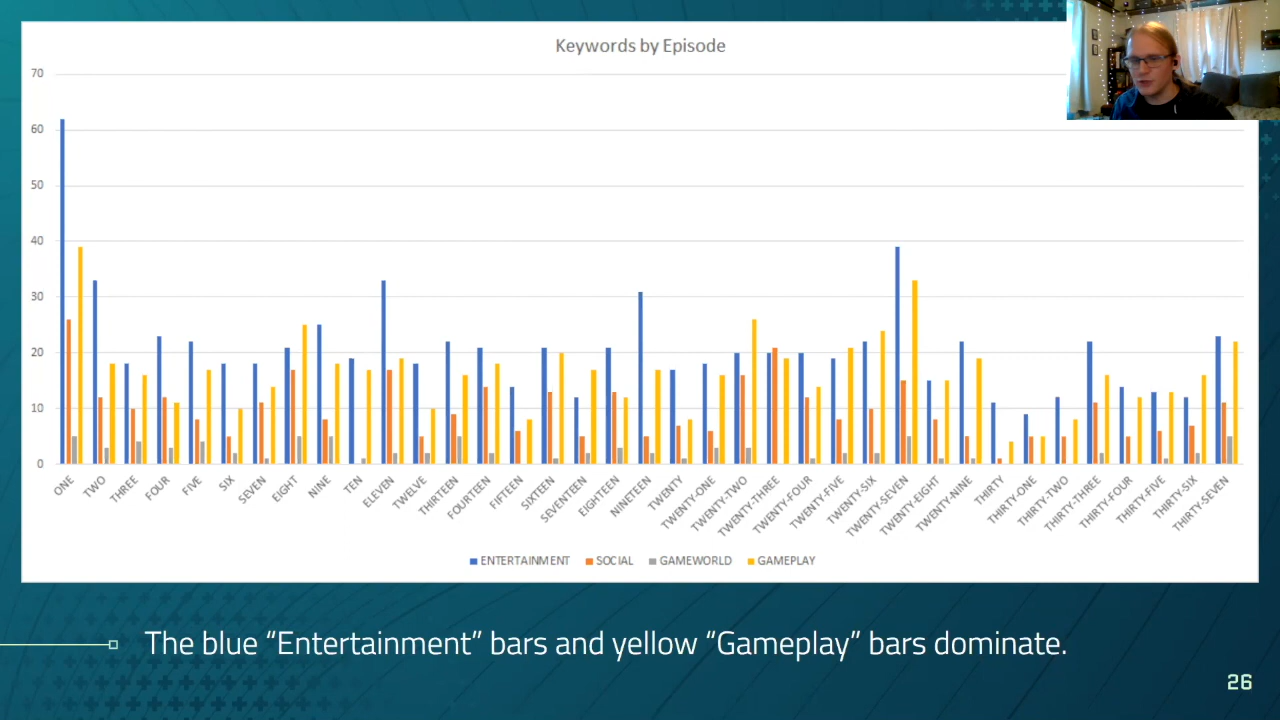 Keywords by Episode
70
60
50
40
30
20
10
0
ONE
TWO
THREE
FOUR
FIVE
SIX
SEVEN
EIGHT
NINE
TEN
ELEVEN
TWELVE
THIRTEEN
FOURTEEN
FIFTEEN
SIXTEEN
SEVENTEEN
EIGHTEEN
NINETEEN
TWENTY
TWENTY-ONE
TWENTY-TWO
TWENTY-THREE
TWENTY-FOUR
TWENTY-FIVE
TWENTY-SIX
TWENTY-SEVEN
TWENTY-EIGHT
TWENTY-NINE
THIRTY
THIRTY-ONE
THIRTY-TWO
THIRTY-THREE
THIRTY-FOUR
THIRTY-FIVE
THIRTY-SIX
THIRTY-SEVEN
ENTERTAINMENT SOCIAL GAMEWORLD GAMEPLAY
The blue “Entertainment” bars and yellow “Gameplay” bars dominate.
26